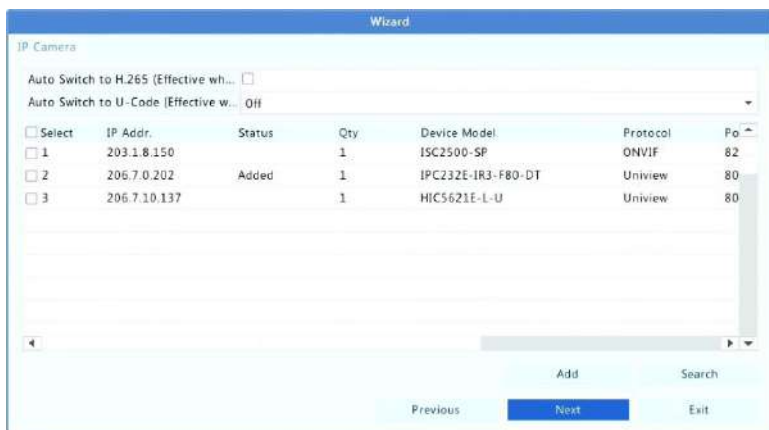 Wizard
IP Camera
Auto Switch to H.265 (Effective wh...
Auto Switch to U-Code (Effective w... Off
Select IP Addr. Status Qty Device Model Protocol Po
1 203.1.8.150 1 ISC2500-SP ONVIF 82
2 206.7.0.202 Added 1 IPC232E-IR3-F80-DT Uniview 80
3 206.7.10.137 1 HIC5621E-L-U Uniview 80
Add Search
Previous Next Exit